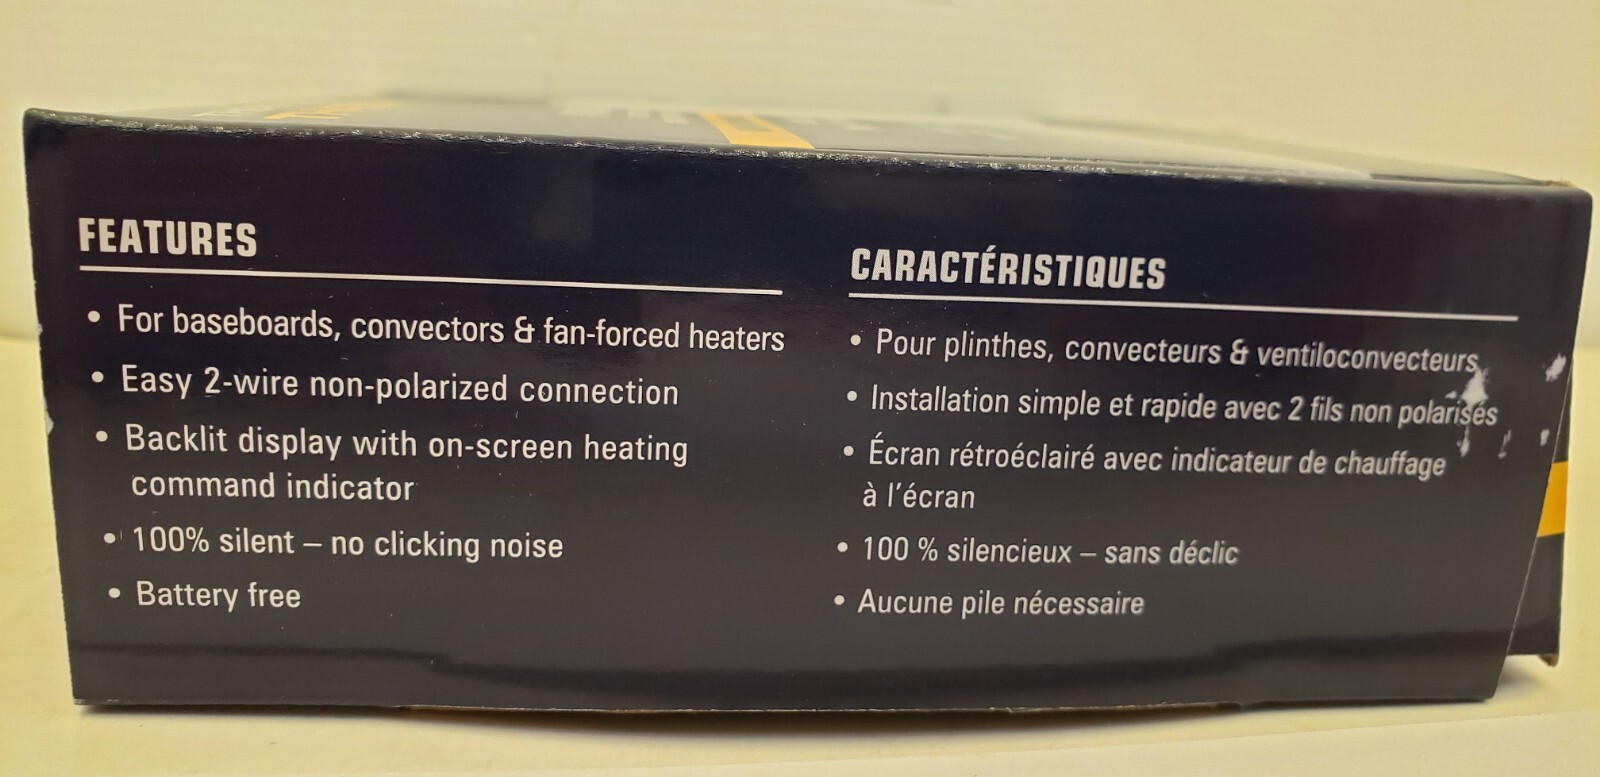 FEATURES
• For baseboards, convectors & fan-forced heaters
• Easy 2-wire non-polarized connection
• Backlit display with on-screen heating
command indicator
• 100% silent – no clicking noise
• Battery free
CARACTÉRISTIQUES
• Pour plinthes, convecteurs & ventiloconvecteurs
• Installation simple et rapide avec 2 fils non polarisés
• Écran rétroéclairé avec indicateur de chauffage
à l'écran
• 100 % silencieux – sans déclic
• Aucune pile nécessaire